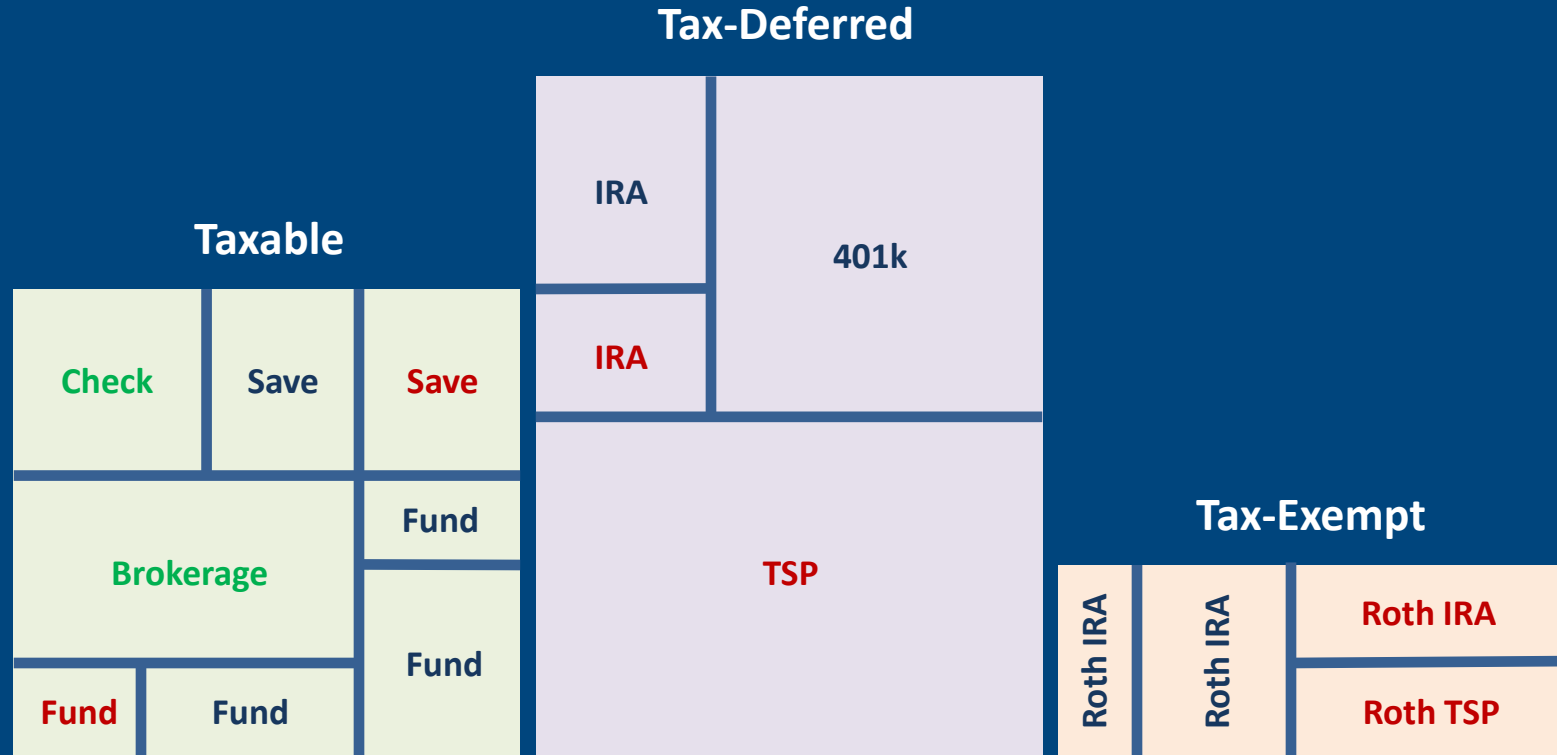 Tax-Deferred
IRA
401k
IRA
TSP
Taxable
Check
Save
Save
Brokerage
Fund
Fund
Fund
Fund
Tax-Exempt
Roth IRA
Roth IRA
Roth IRA
Roth TSP